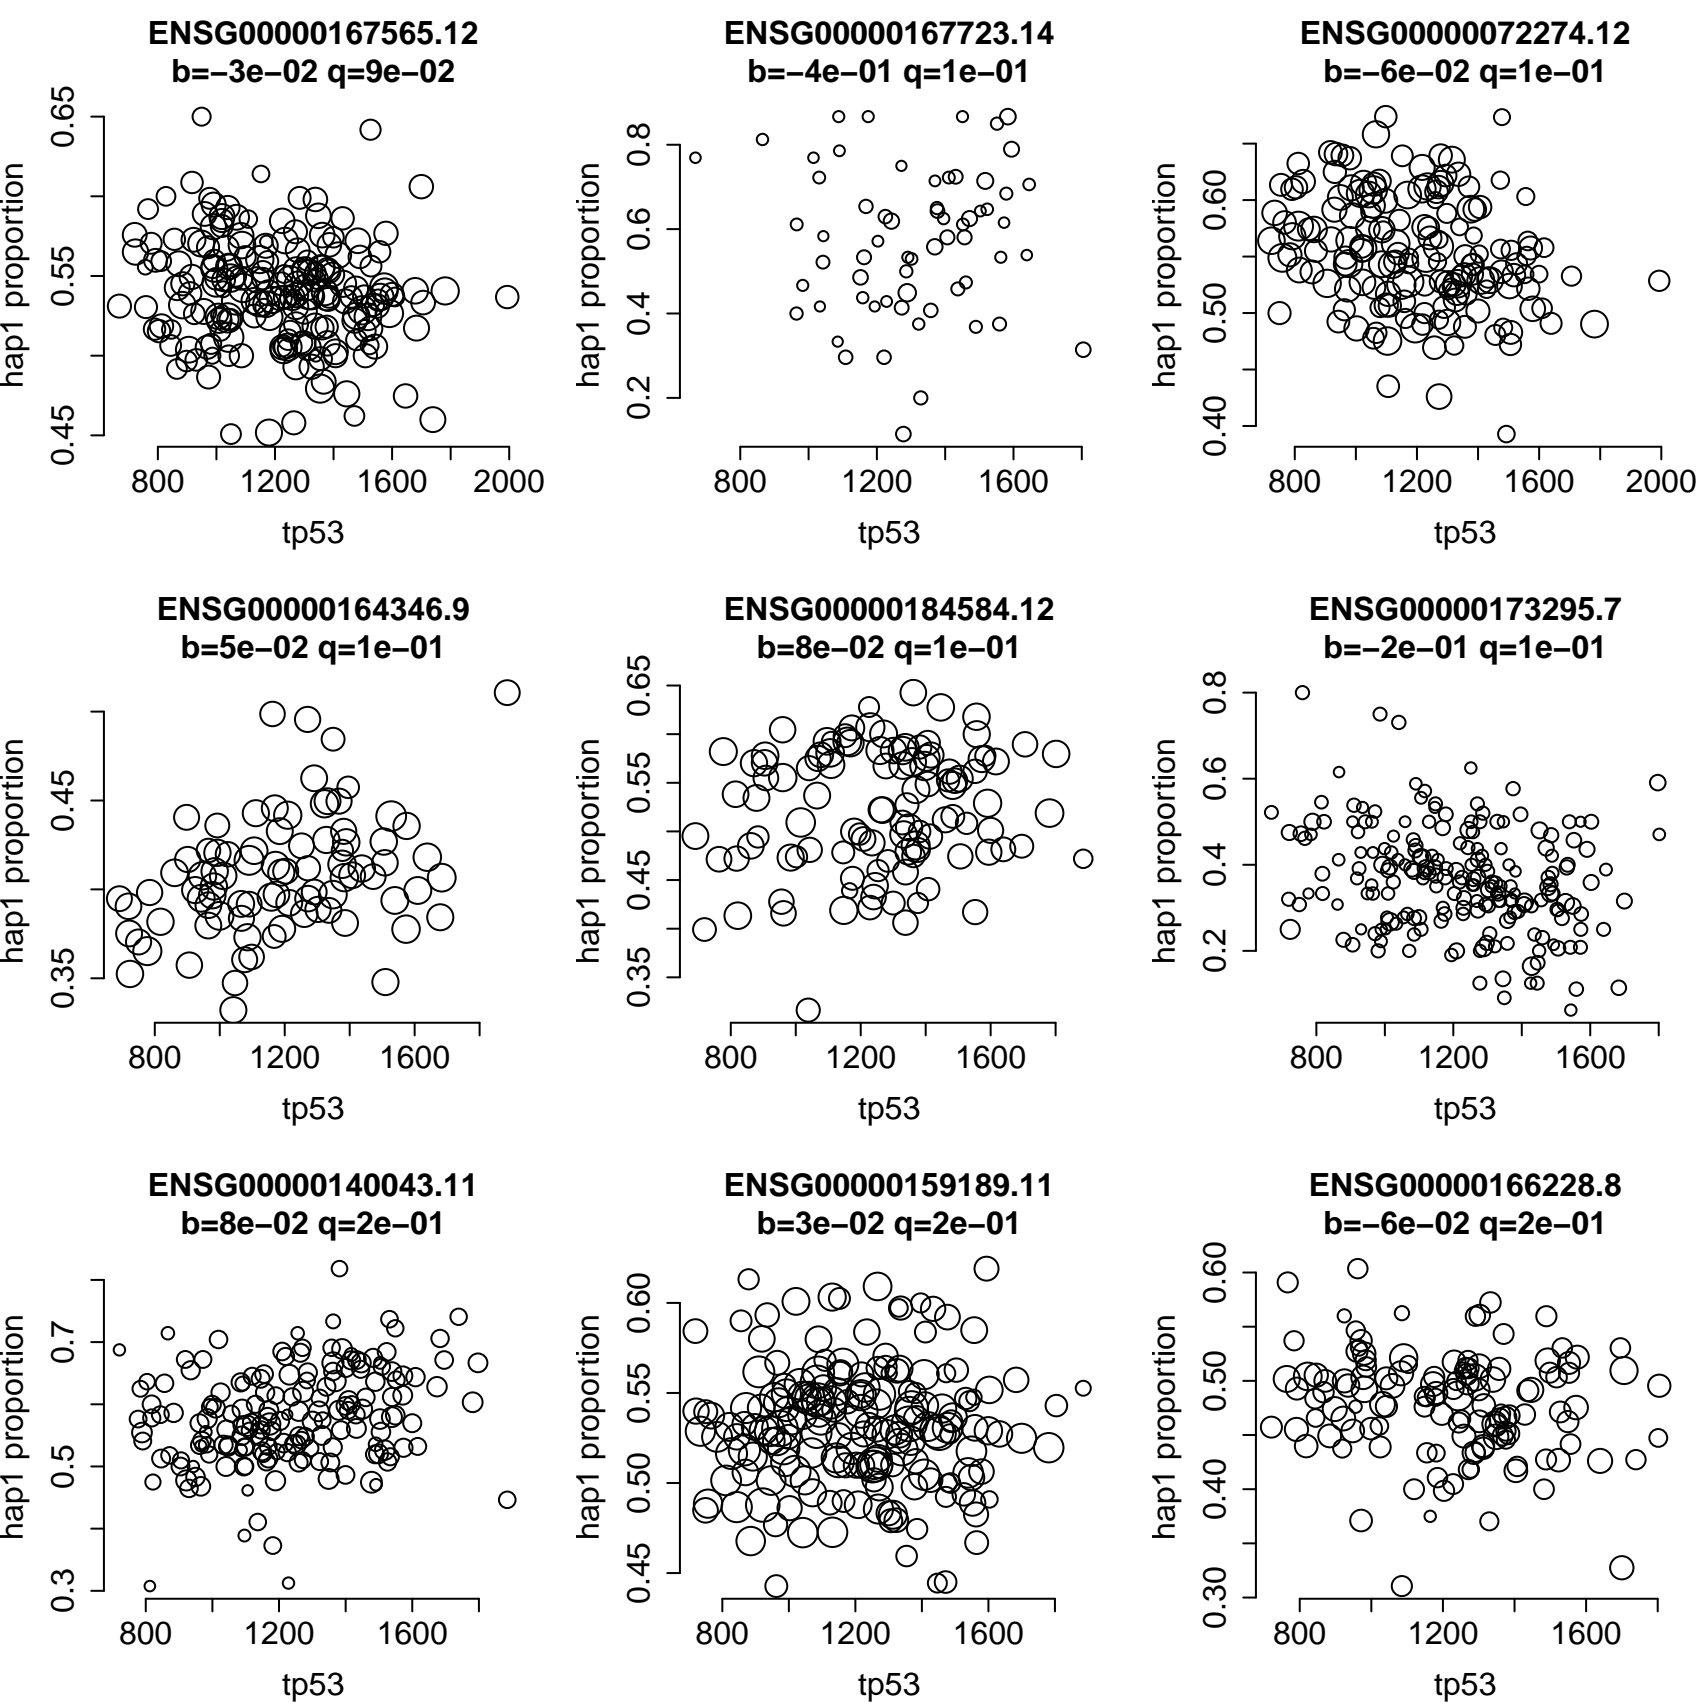 ENSG00000167565.12
b=−3e−02 q=9e−02
hap1 proportion
0.45 0.55 0.65
800 1200 1600 2000
tp53
ENSG00000167723.14
b=−4e−01 q=1e−01
hap1 proportion
0.2 0.4 0.6 0.8
800 1200 1600
tp53
ENSG00000072274.12
b=−6e−02 q=1e−01
hap1 proportion
0.40 0.50 0.60
800 1200 1600 2000
tp53
ENSG00000164346.9
b=5e−02 q=1e−01
hap1 proportion
0.35 0.45
800 1200 1600
tp53
ENSG00000184584.12
b=8e−02 q=1e−01
hap1 proportion
0.35 0.45 0.55 0.65
800 1200 1600
tp53
ENSG00000173295.7
b=−2e−01 q=1e−01
hap1 proportion
0.2 0.4 0.6 0.8
800 1200 1600
tp53
ENSG00000140043.11
b=8e−02 q=2e−01
hap1 proportion
0.3 0.5 0.7
800 1200 1600
tp53
ENSG00000159189.11
b=3e−02 q=2e−01
hap1 proportion
0.45 0.50 0.55 0.60
800 1200 1600
tp53
ENSG00000166228.8
b=−6e−02 q=2e−01
hap1 proportion
0.30 0.40 0.50 0.60
800 1200 1600
tp53